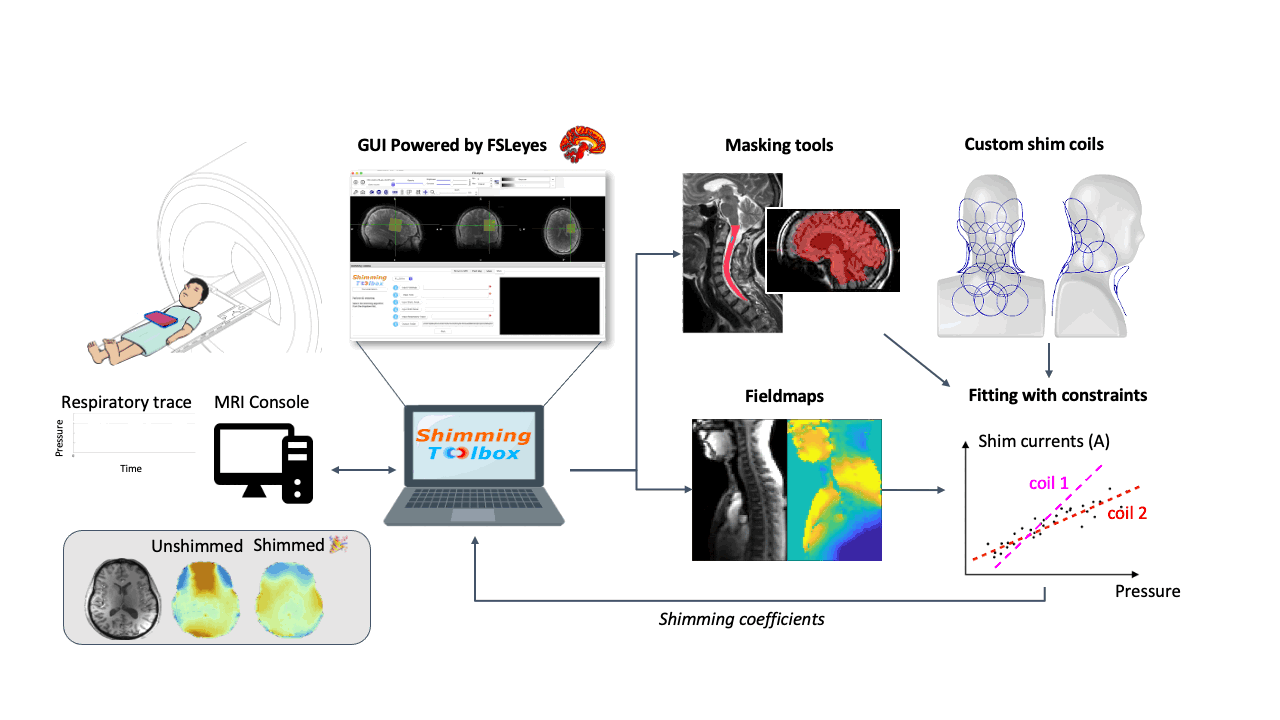 GUI Powered by FSLeyes
Masking tools
Custom shim coils
FSLeyes
Shimming
Toolbox
Respiratory trace
Pressure
Time
MRI Console
Shimming
Toolbox
Fieldmaps
Fitting with constraints
Shim currents (A)
coil 1
coil 2
Pressure
Unshimmed
Shimmed
Shimming coefficients